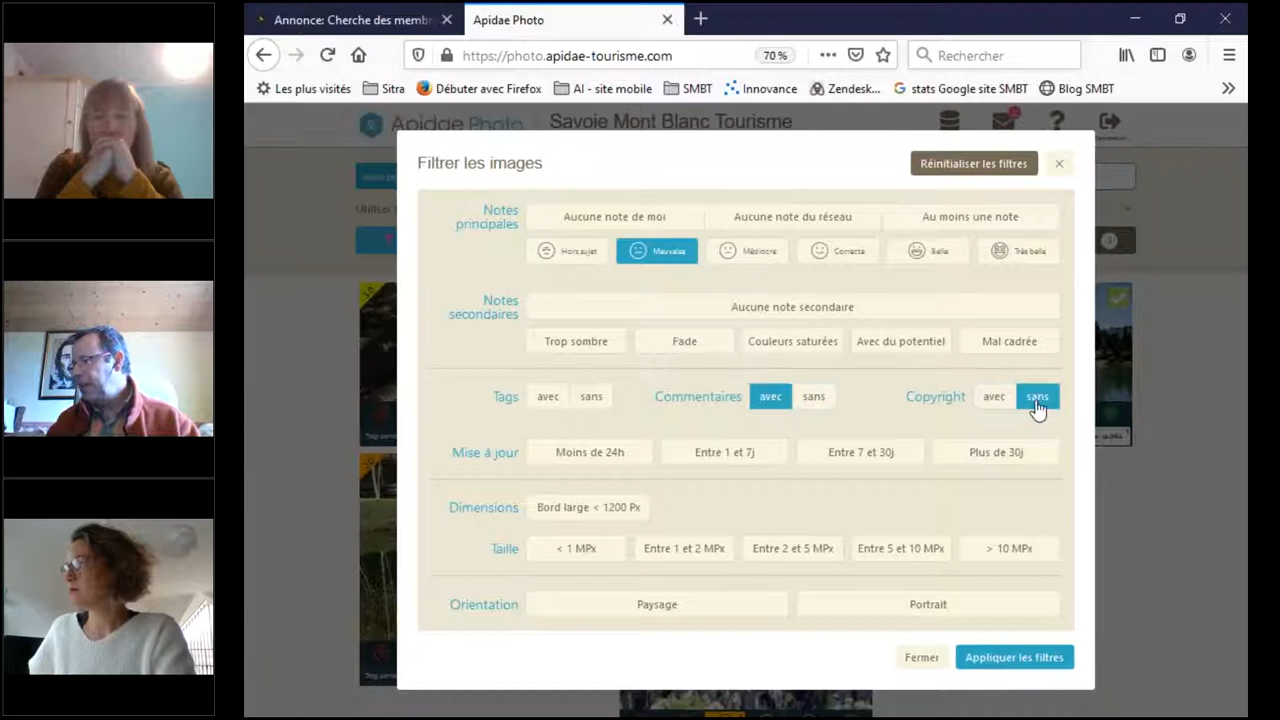 Annonce: Cherche des membr
Apidae Photo
https://photo.apidae-tourisme.com
70 %
Rechercher
Les plus visités
Sitra
Débuter avec Firefox
AI - site mobile
SMBT
Innovance
Zendesk...
stats Google site SMBT
Blog SMBT
Apidae Photo
Savoie Mont Blanc Tourisme
Filtrer les images
Réinitialiser les filtres
Notes principales
Aucune note de moi
Aucune note du réseau
Au moins une note
Hors sujet
Mauvaise
Médiocre
Correcte
Belle
Très belle
Notes secondaires
Aucune note secondaire
Trop sombre
Fade
Couleurs saturées
Avec du potentiel
Mal cadrée
Tags
avec
sans
Commentaires
avec
sans
Copyright
avec
sans
Mise à jour
Moins de 24h
Entre 1 et 7j
Entre 7 et 30j
Plus de 30j
Dimensions
Bord large < 1200 Px
Taille
< 1 MPx
Entre 1 et 2 MPx
Entre 2 et 5 MPx
Entre 5 et 10 MPx
> 10 MPx
Orientation
Paysage
Portrait
Fermer
Appliquer les filtres